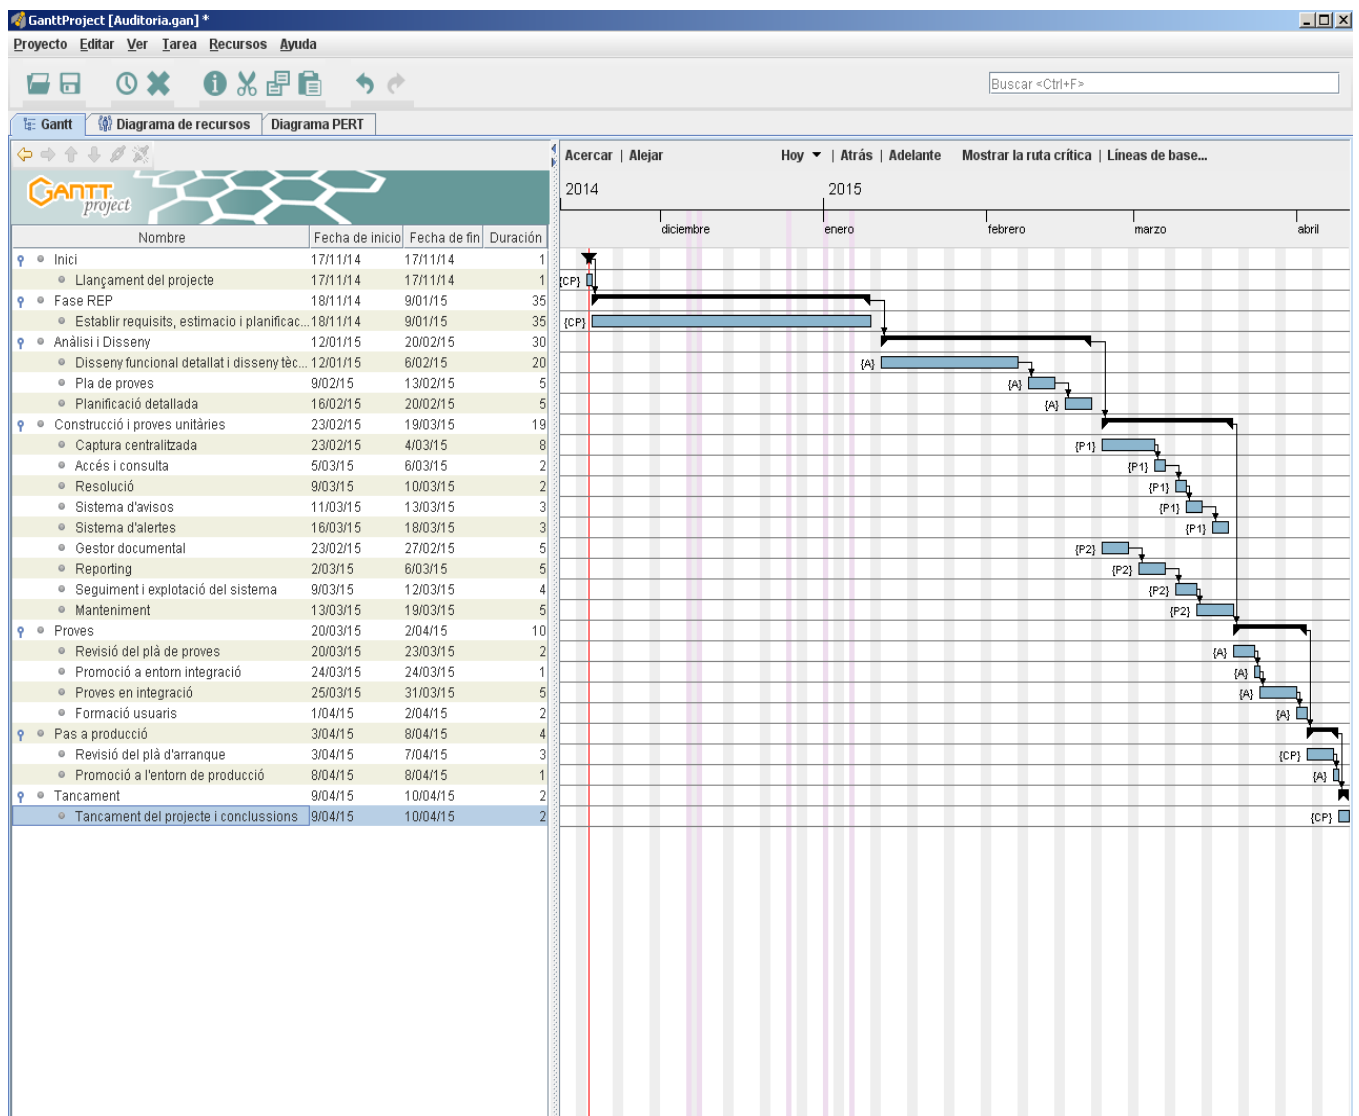 GanttProject [Auditoria.gan] *
Proyecto Editar Ver Tarea Recursos Ayuda
Buscar <Ctrl+F>
Gantt Diagrama de recursos Diagrama PERT
Acercar | Alejar Hoy | Atrás | Adelante Mostrar la ruta crítica | Líneas de base...
GANTT project
2014 2015
diciembre enero febrero marzo abril
Nombre Fecha de inicio Fecha de fin Duración
Inici 17/11/14 17/11/14 1
Llançament del projecte 17/11/14 17/11/14 1 {CP}
Fase REP 18/11/14 9/01/15 35
Establir requisits, estimacio i planificac... 18/11/14 9/01/15 35 {CP}
Anàlisi i Disseny 12/01/15 20/02/15 30
Disseny funcional detallat i disseny tèc... 12/01/15 6/02/15 20 {A}
Pla de proves 9/02/15 13/02/15 5 {A}
Planificació detallada 16/02/15 20/02/15 5 {A}
Construcció i proves unitàries 23/02/15 19/03/15 19
Captura centralitzada 23/02/15 4/03/15 8 {P1}
Accés i consulta 5/03/15 6/03/15 2 {P1}
Resolució 9/03/15 10/03/15 2 {P1}
Sistema d'avisos 11/03/15 13/03/15 3 {P1}
Sistema d'alertes 16/03/15 18/03/15 3 {P1}
Gestor documental 23/02/15 27/02/15 5 {P2}
Reporting 2/03/15 6/03/15 5 {P2}
Seguiment i explotació del sistema 9/03/15 12/03/15 4 {P2}
Manteniment 13/03/15 19/03/15 5 {P2}
Proves 20/03/15 2/04/15 10
Revisió del plà de proves 20/03/15 23/03/15 2 {A}
Promoció a entorn integració 24/03/15 24/03/15 1 {A}
Proves en integració 25/03/15 31/03/15 5 {A}
Formació usuaris 1/04/15 2/04/15 2 {A}
Pas a producció 3/04/15 8/04/15 4
Revisió del plà d'arranque 3/04/15 7/04/15 3 {CP}
Promoció a l'entorn de producció 8/04/15 8/04/15 1 {A}
Tancament 9/04/15 10/04/15 2
Tancament del projecte i conclussions 9/04/15 10/04/15 2 {CP}